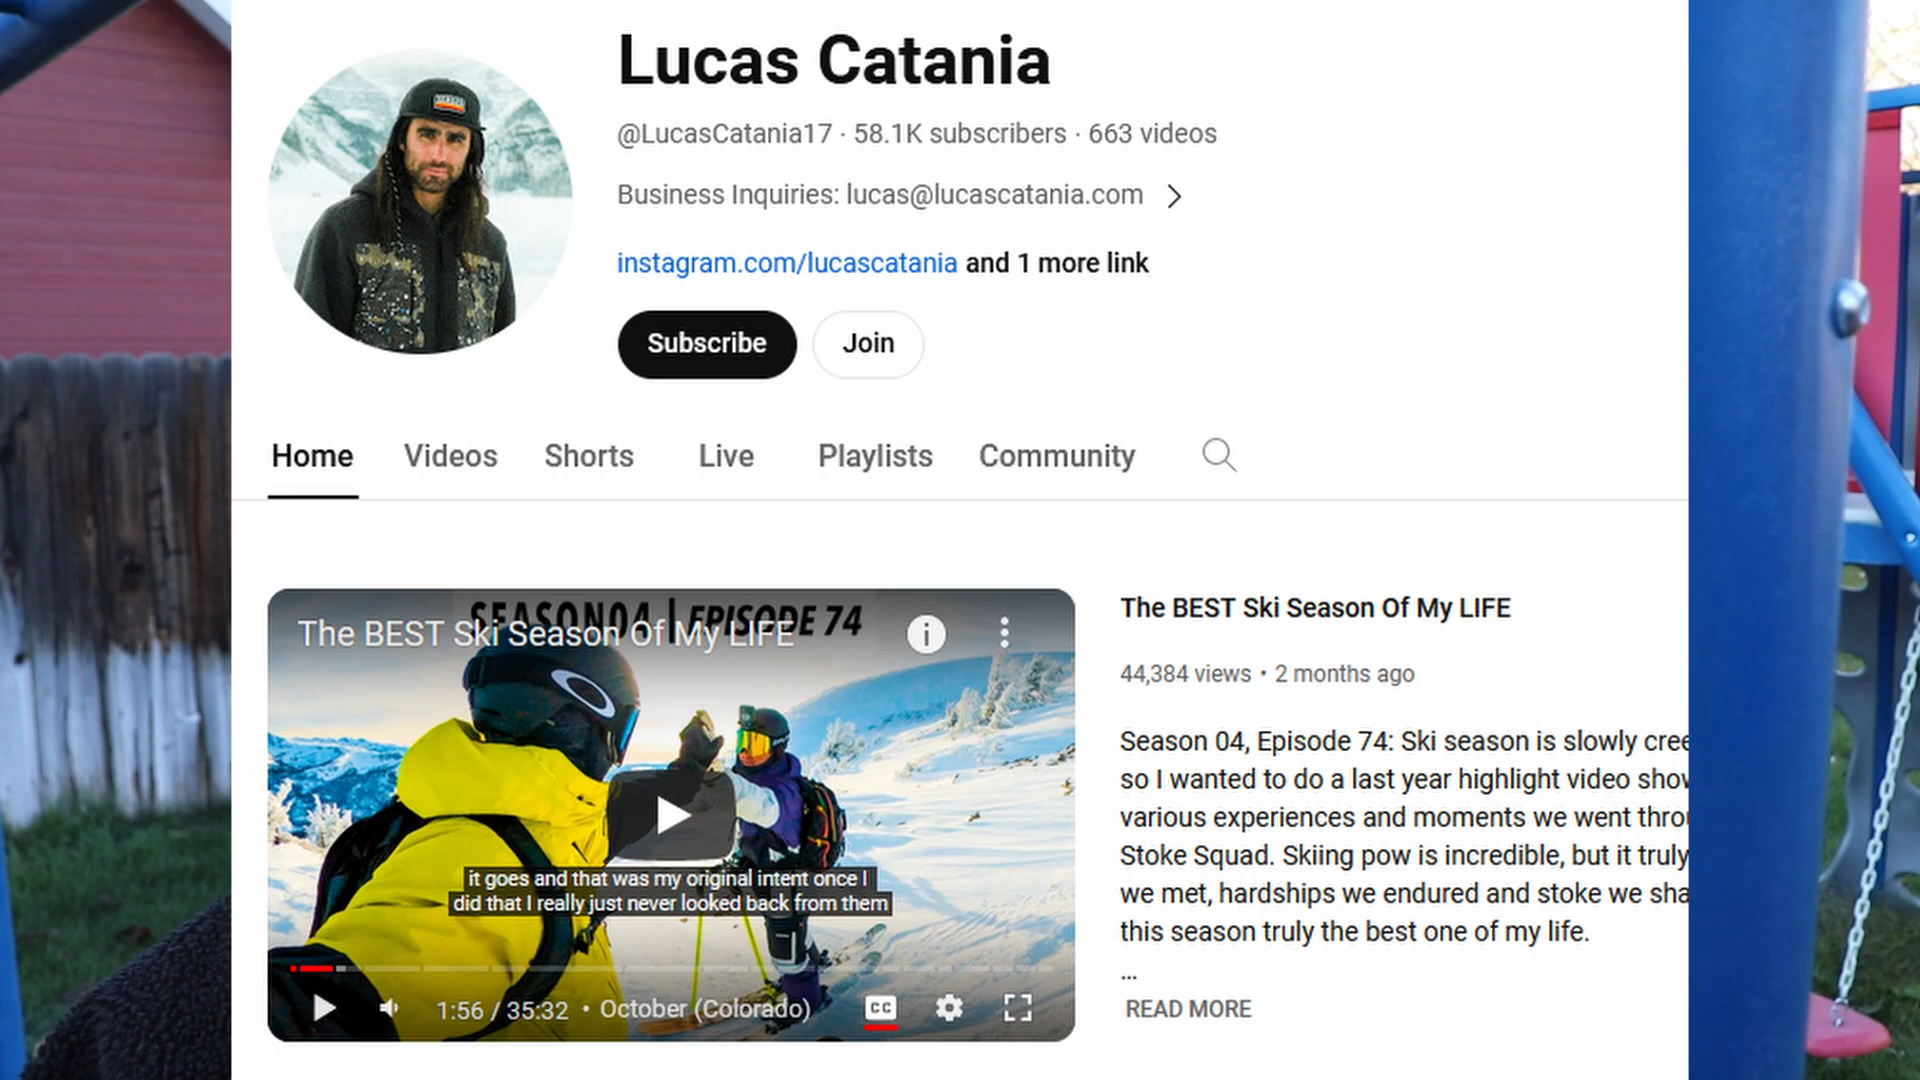 Lucas Catania
@LucasCatania17 · 58.1K subscribers · 663 videos
Business Inquiries: lucas@lucascatania.com
instagram.com/lucascatania and 1 more link
Subscribe
Join
Home
Videos
Shorts
Live
Playlists
Community
SEASON 04 | EPISODE 74
The BEST Ski Season Of My LIFE
it goes and that was my original intent once I
did that I really just never looked back from them
1:56 / 35:32 • October (Colorado)
CC
The BEST Ski Season Of My LIFE
44,384 views • 2 months ago
Season 04, Episode 74: Ski season is slowly cree
so I wanted to do a last year highlight video show
various experiences and moments we went throu
Stoke Squad. Skiing pow is incredible, but it truly
we met, hardships we endured and stoke we sha
this season truly the best one of my life.
...
READ MORE